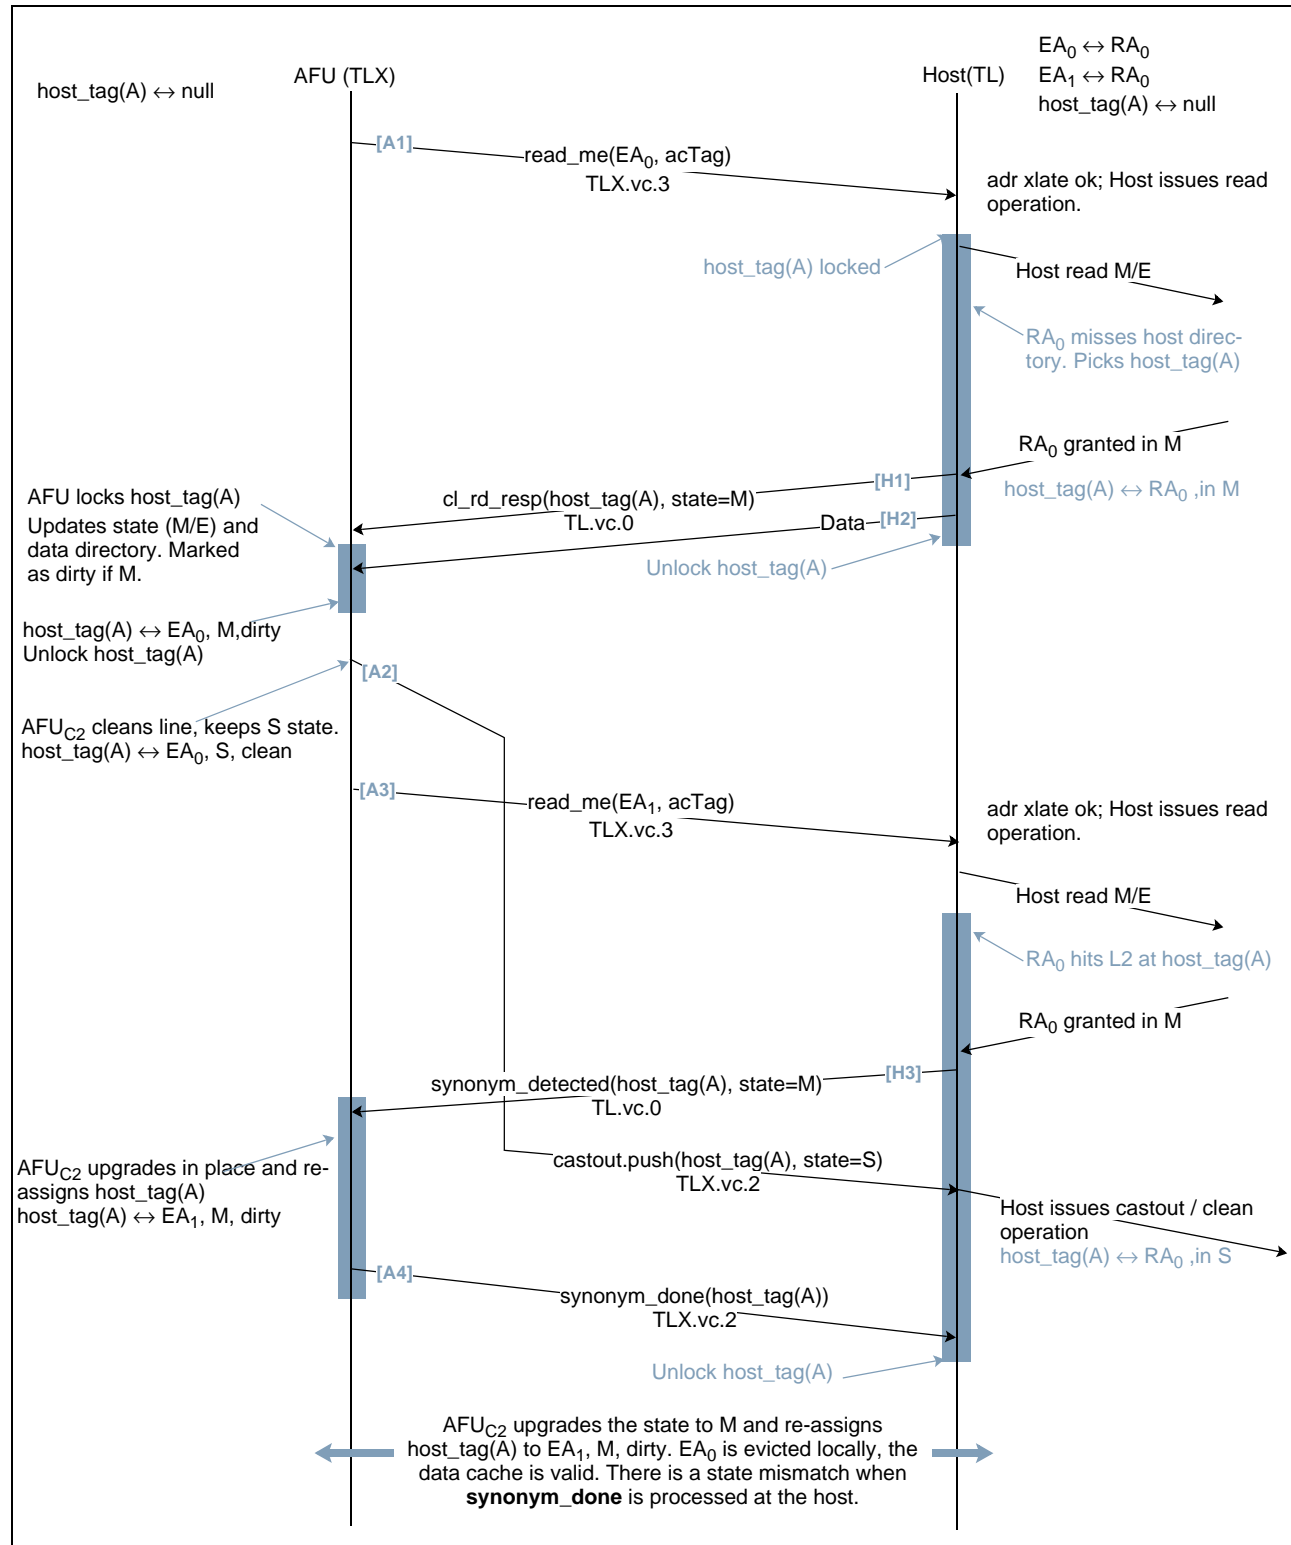 EA0 ↔ RA0
AFU (TLX)
Host(TL)
EA1 ↔ RA0
host_tag(A) ↔ null
host_tag(A) ↔ null
[A1]
read_me(EA0, acTag)
TLX.vc.3
adr xlate ok; Host issues read
operation.
host_tag(A) locked
Host read M/E
RA0 misses host direc-
tory. Picks host_tag(A)
RA0 granted in M
[H1]
cl_rd_resp(host_tag(A), state=M)
TL.vc.0
host_tag(A) ↔ RA0 ,in M
AFU locks host_tag(A)
Updates state (M/E) and
data directory. Marked
as dirty if M.
Data
[H2]
Unlock host_tag(A)
host_tag(A) ↔ EA0, M,dirty
Unlock host_tag(A)
[A2]
AFUC2 cleans line, keeps S state.
host_tag(A) ↔ EA0, S, clean
[A3]
read_me(EA1, acTag)
TLX.vc.3
adr xlate ok; Host issues read
operation.
Host read M/E
RA0 hits L2 at host_tag(A)
RA0 granted in M
[H3]
synonym_detected(host_tag(A), state=M)
TL.vc.0
AFUC2 upgrades in place and re-
assigns host_tag(A)
host_tag(A) ↔ EA1, M, dirty
castout.push(host_tag(A), state=S)
TLX.vc.2
Host issues castout / clean
operation
host_tag(A) ↔ RA0 ,in S
[A4]
synonym_done(host_tag(A))
TLX.vc.2
Unlock host_tag(A)
AFUC2 upgrades the state to M and re-assigns
host_tag(A) to EA1, M, dirty. EA0 is evicted locally, the
data cache is valid. There is a state mismatch when
synonym_done is processed at the host.